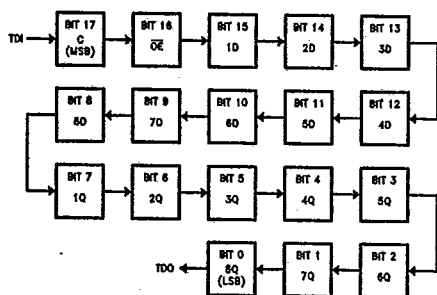 TDI
BIT 17
C
(MSB)
BIT 16
O̅E̅
BIT 15
1D
BIT 14
2D
BIT 13
3D
BIT 8
8D
BIT 9
7D
BIT 10
6D
BIT 11
5D
BIT 12
4D
BIT 7
1Q
BIT 6
2Q
BIT 5
3Q
BIT 4
4Q
BIT 3
5Q
TDO
BIT 0
8Q
(LSB)
BIT 1
7Q
BIT 2
6Q